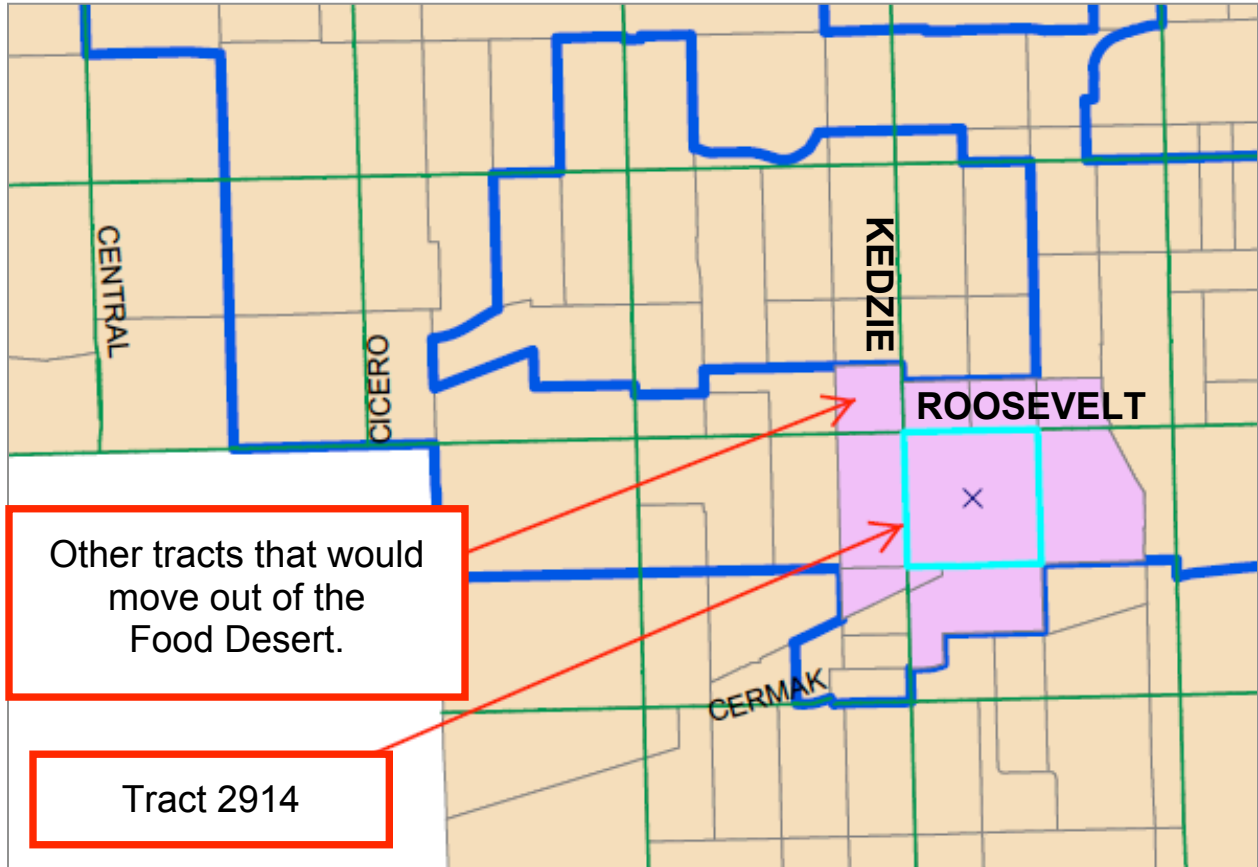 CENTRAL
CICERO
KEDZIE
ROOSEVELT
Other tracts that would
move out of the
Food Desert.
CERMAK
Tract 2914